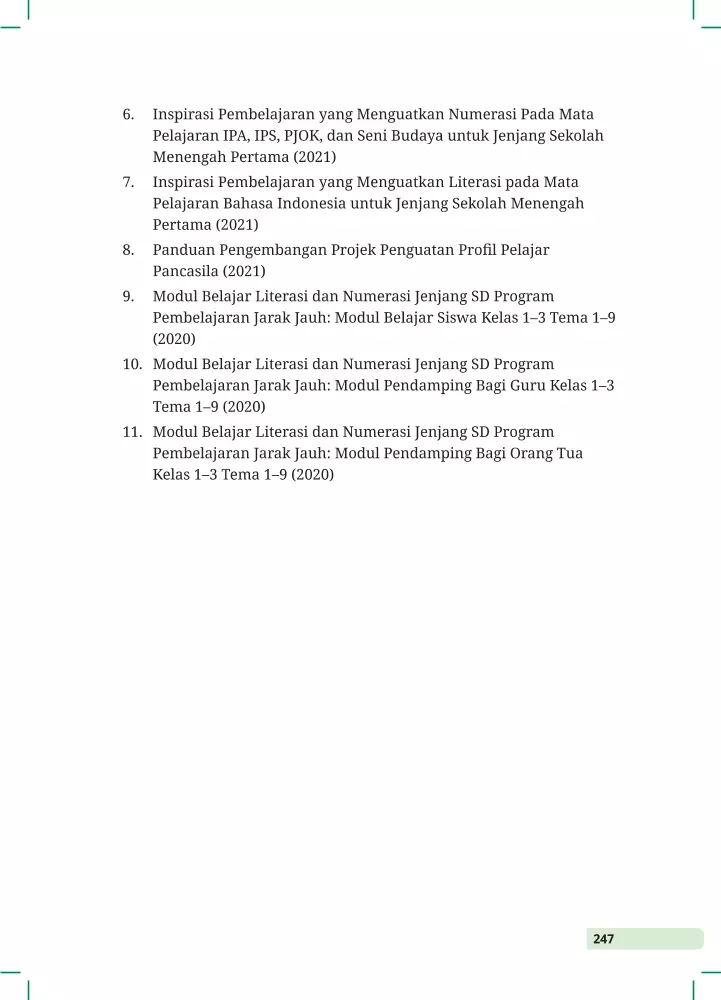 6. Inspirasi Pembelajaran yang Menguatkan Numerasi Pada Mata
Pelajaran IPA, IPS, PJOK, dan Seni Budaya untuk Jenjang Sekolah
Menengah Pertama (2021)
7. Inspirasi Pembelajaran yang Menguatkan Literasi pada Mata
Pelajaran Bahasa Indonesia untuk Jenjang Sekolah Menengah
Pertama (2021)
8. Panduan Pengembangan Projek Penguatan Profil Pelajar
Pancasila (2021)
9. Modul Belajar Literasi dan Numerasi Jenjang SD Program
Pembelajaran Jarak Jauh: Modul Belajar Siswa Kelas 1–3 Tema 1–9
(2020)
10. Modul Belajar Literasi dan Numerasi Jenjang SD Program
Pembelajaran Jarak Jauh: Modul Pendamping Bagi Guru Kelas 1–3
Tema 1–9 (2020)
11. Modul Belajar Literasi dan Numerasi Jenjang SD Program
Pembelajaran Jarak Jauh: Modul Pendamping Bagi Orang Tua
Kelas 1–3 Tema 1–9 (2020)
247